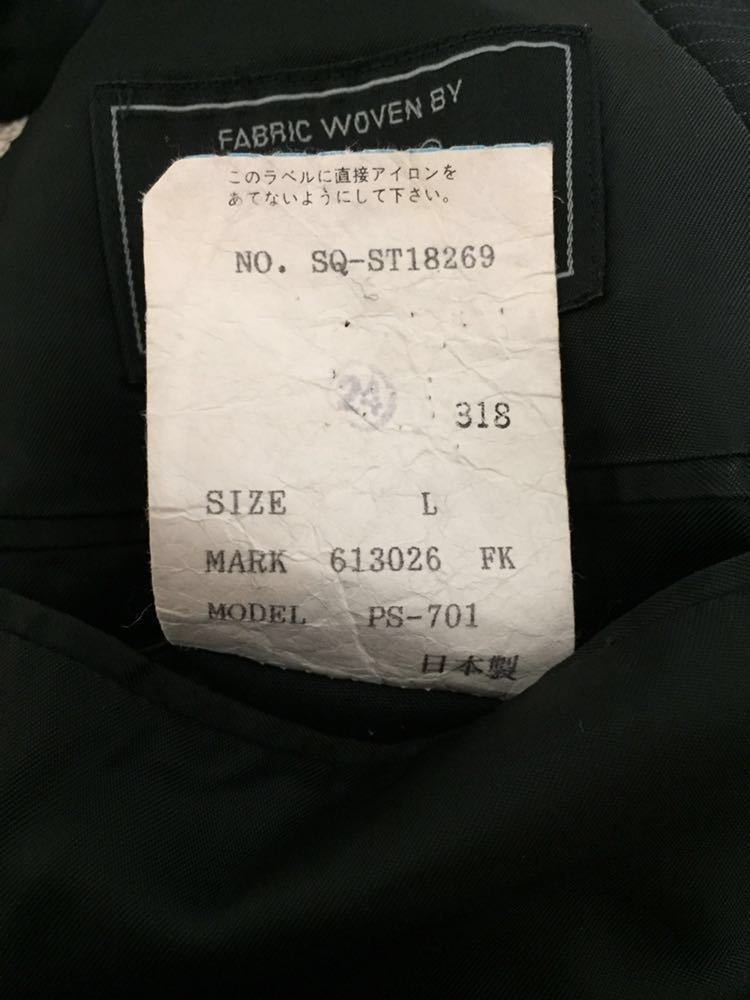 FABRIC WOVEN BY
このラベルに直接アイロンを
あてないようにして下さい。
NO. SQ-ST18269
24
318
SIZE L
MARK 613026 FK
MODEL PS-701
日本製